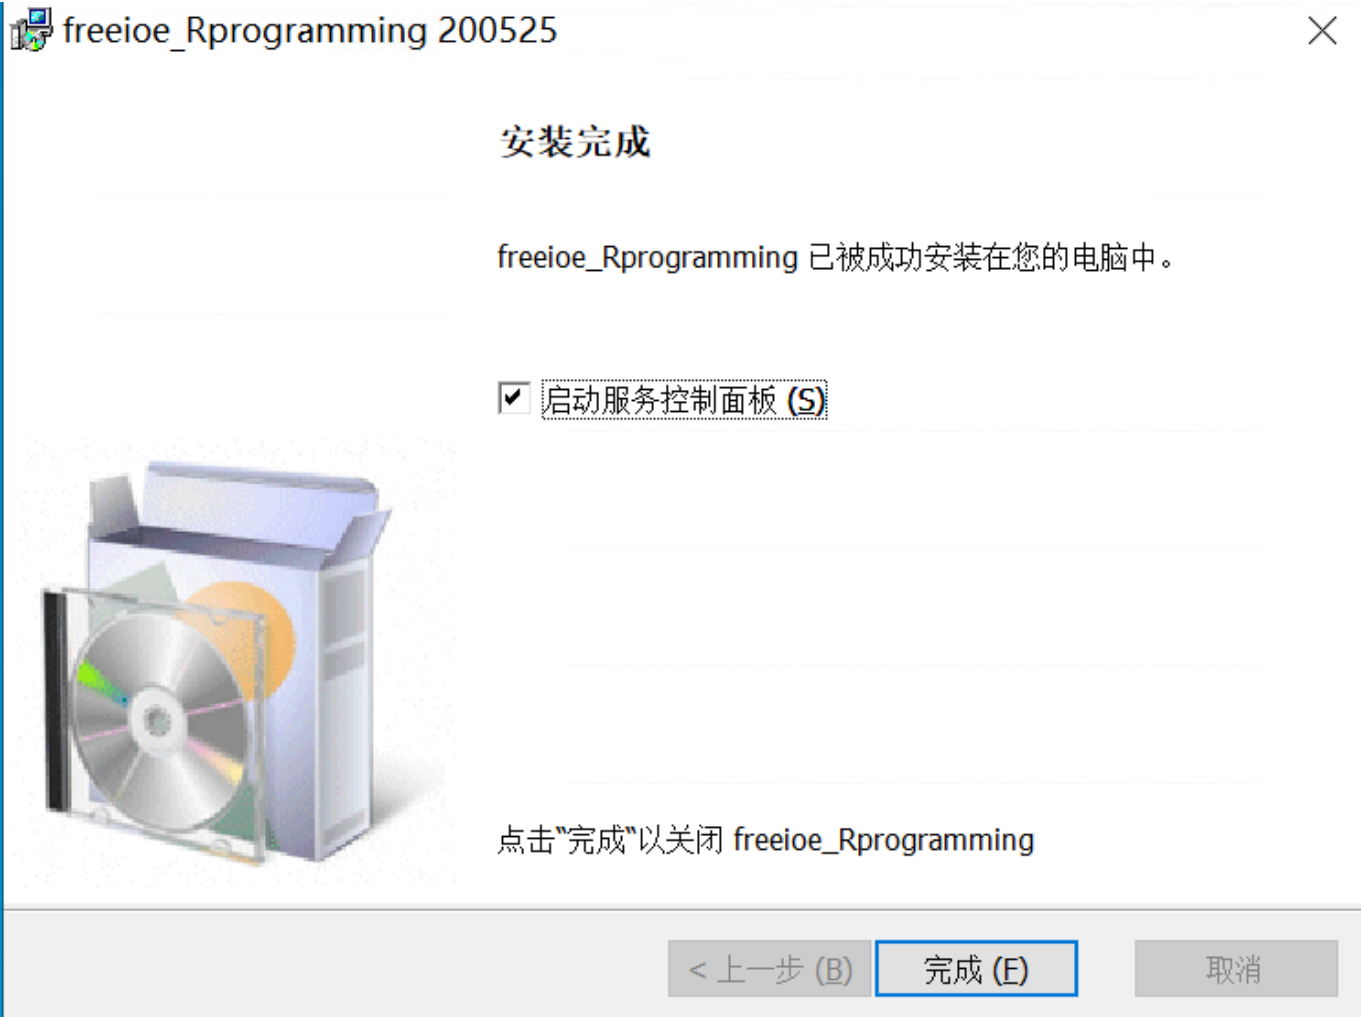 freeioe_Rprogramming 200525
安装完成
freeioe_Rprogramming 已被成功安装在您的电脑中。
启动服务控制面板 (S)
点击"完成"以关闭 freeioe_Rprogramming
< 上一步 (B)
完成 (F)
取消